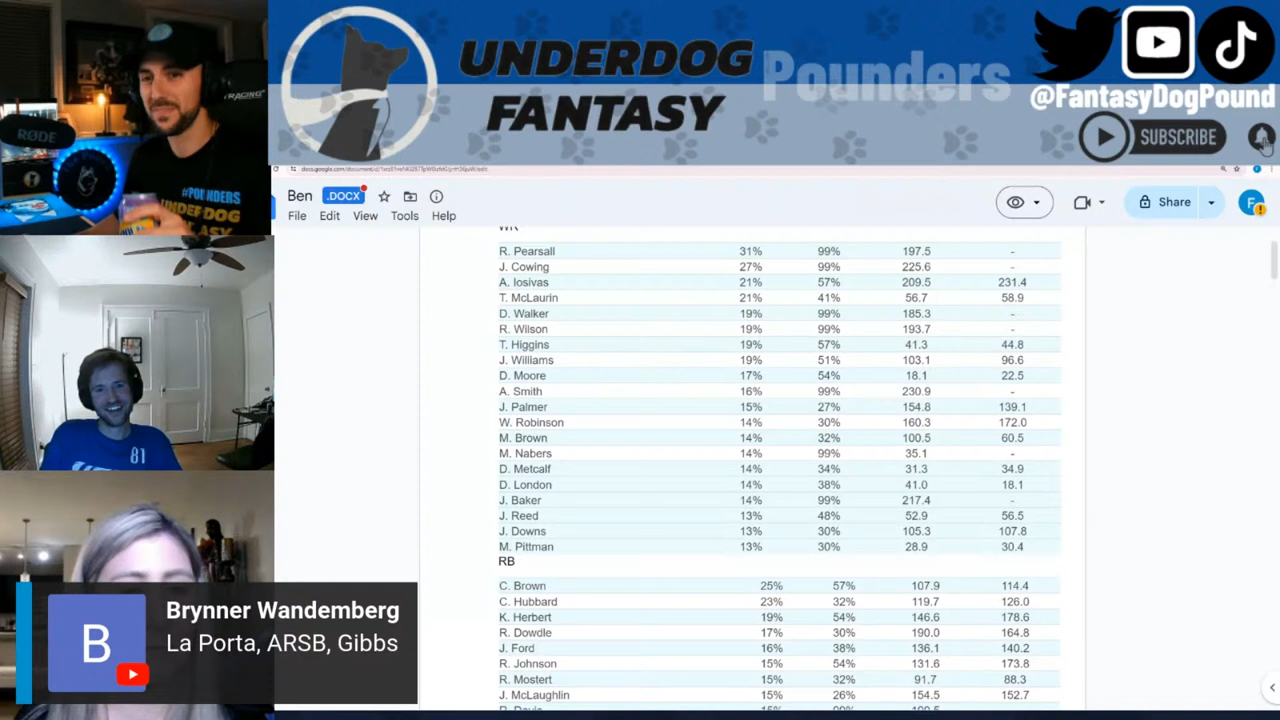 UNDERDOG
FANTASY
Pounders
@FantasyDogPound
SUBSCRIBE
RØDE
RACING
#POUNDERS
UNDERDOG
81
Ben .DOCX
File Edit View Tools Help
Share
F
WR
R. Pearsall 31% 99% 197.5 -
J. Cowing 27% 99% 225.6 -
A. Iosivas 21% 57% 209.5 231.4
T. McLaurin 21% 41% 56.7 58.9
D. Walker 19% 99% 185.3 -
R. Wilson 19% 99% 193.7 -
T. Higgins 19% 57% 41.3 44.8
J. Williams 19% 51% 103.1 96.6
D. Moore 17% 54% 18.1 22.5
A. Smith 16% 99% 230.9 -
J. Palmer 15% 27% 154.8 139.1
W. Robinson 14% 30% 160.3 172.0
M. Brown 14% 32% 100.5 60.5
M. Nabers 14% 99% 35.1 -
D. Metcalf 14% 34% 31.3 34.9
D. London 14% 38% 41.0 18.1
J. Baker 14% 99% 217.4 -
J. Reed 13% 48% 52.9 56.5
J. Downs 13% 30% 105.3 107.8
M. Pittman 13% 30% 28.9 30.4
RB
C. Brown 25% 57% 107.9 114.4
C. Hubbard 23% 32% 119.7 126.0
K. Herbert 19% 54% 146.6 178.6
R. Dowdle 17% 30% 190.0 164.8
J. Ford 16% 38% 136.1 140.2
R. Johnson 15% 54% 131.6 173.8
R. Mostert 15% 32% 91.7 88.3
J. McLaughlin 15% 26% 154.5 152.7
B
Brynner Wandemberg
La Porta, ARSB, Gibbs